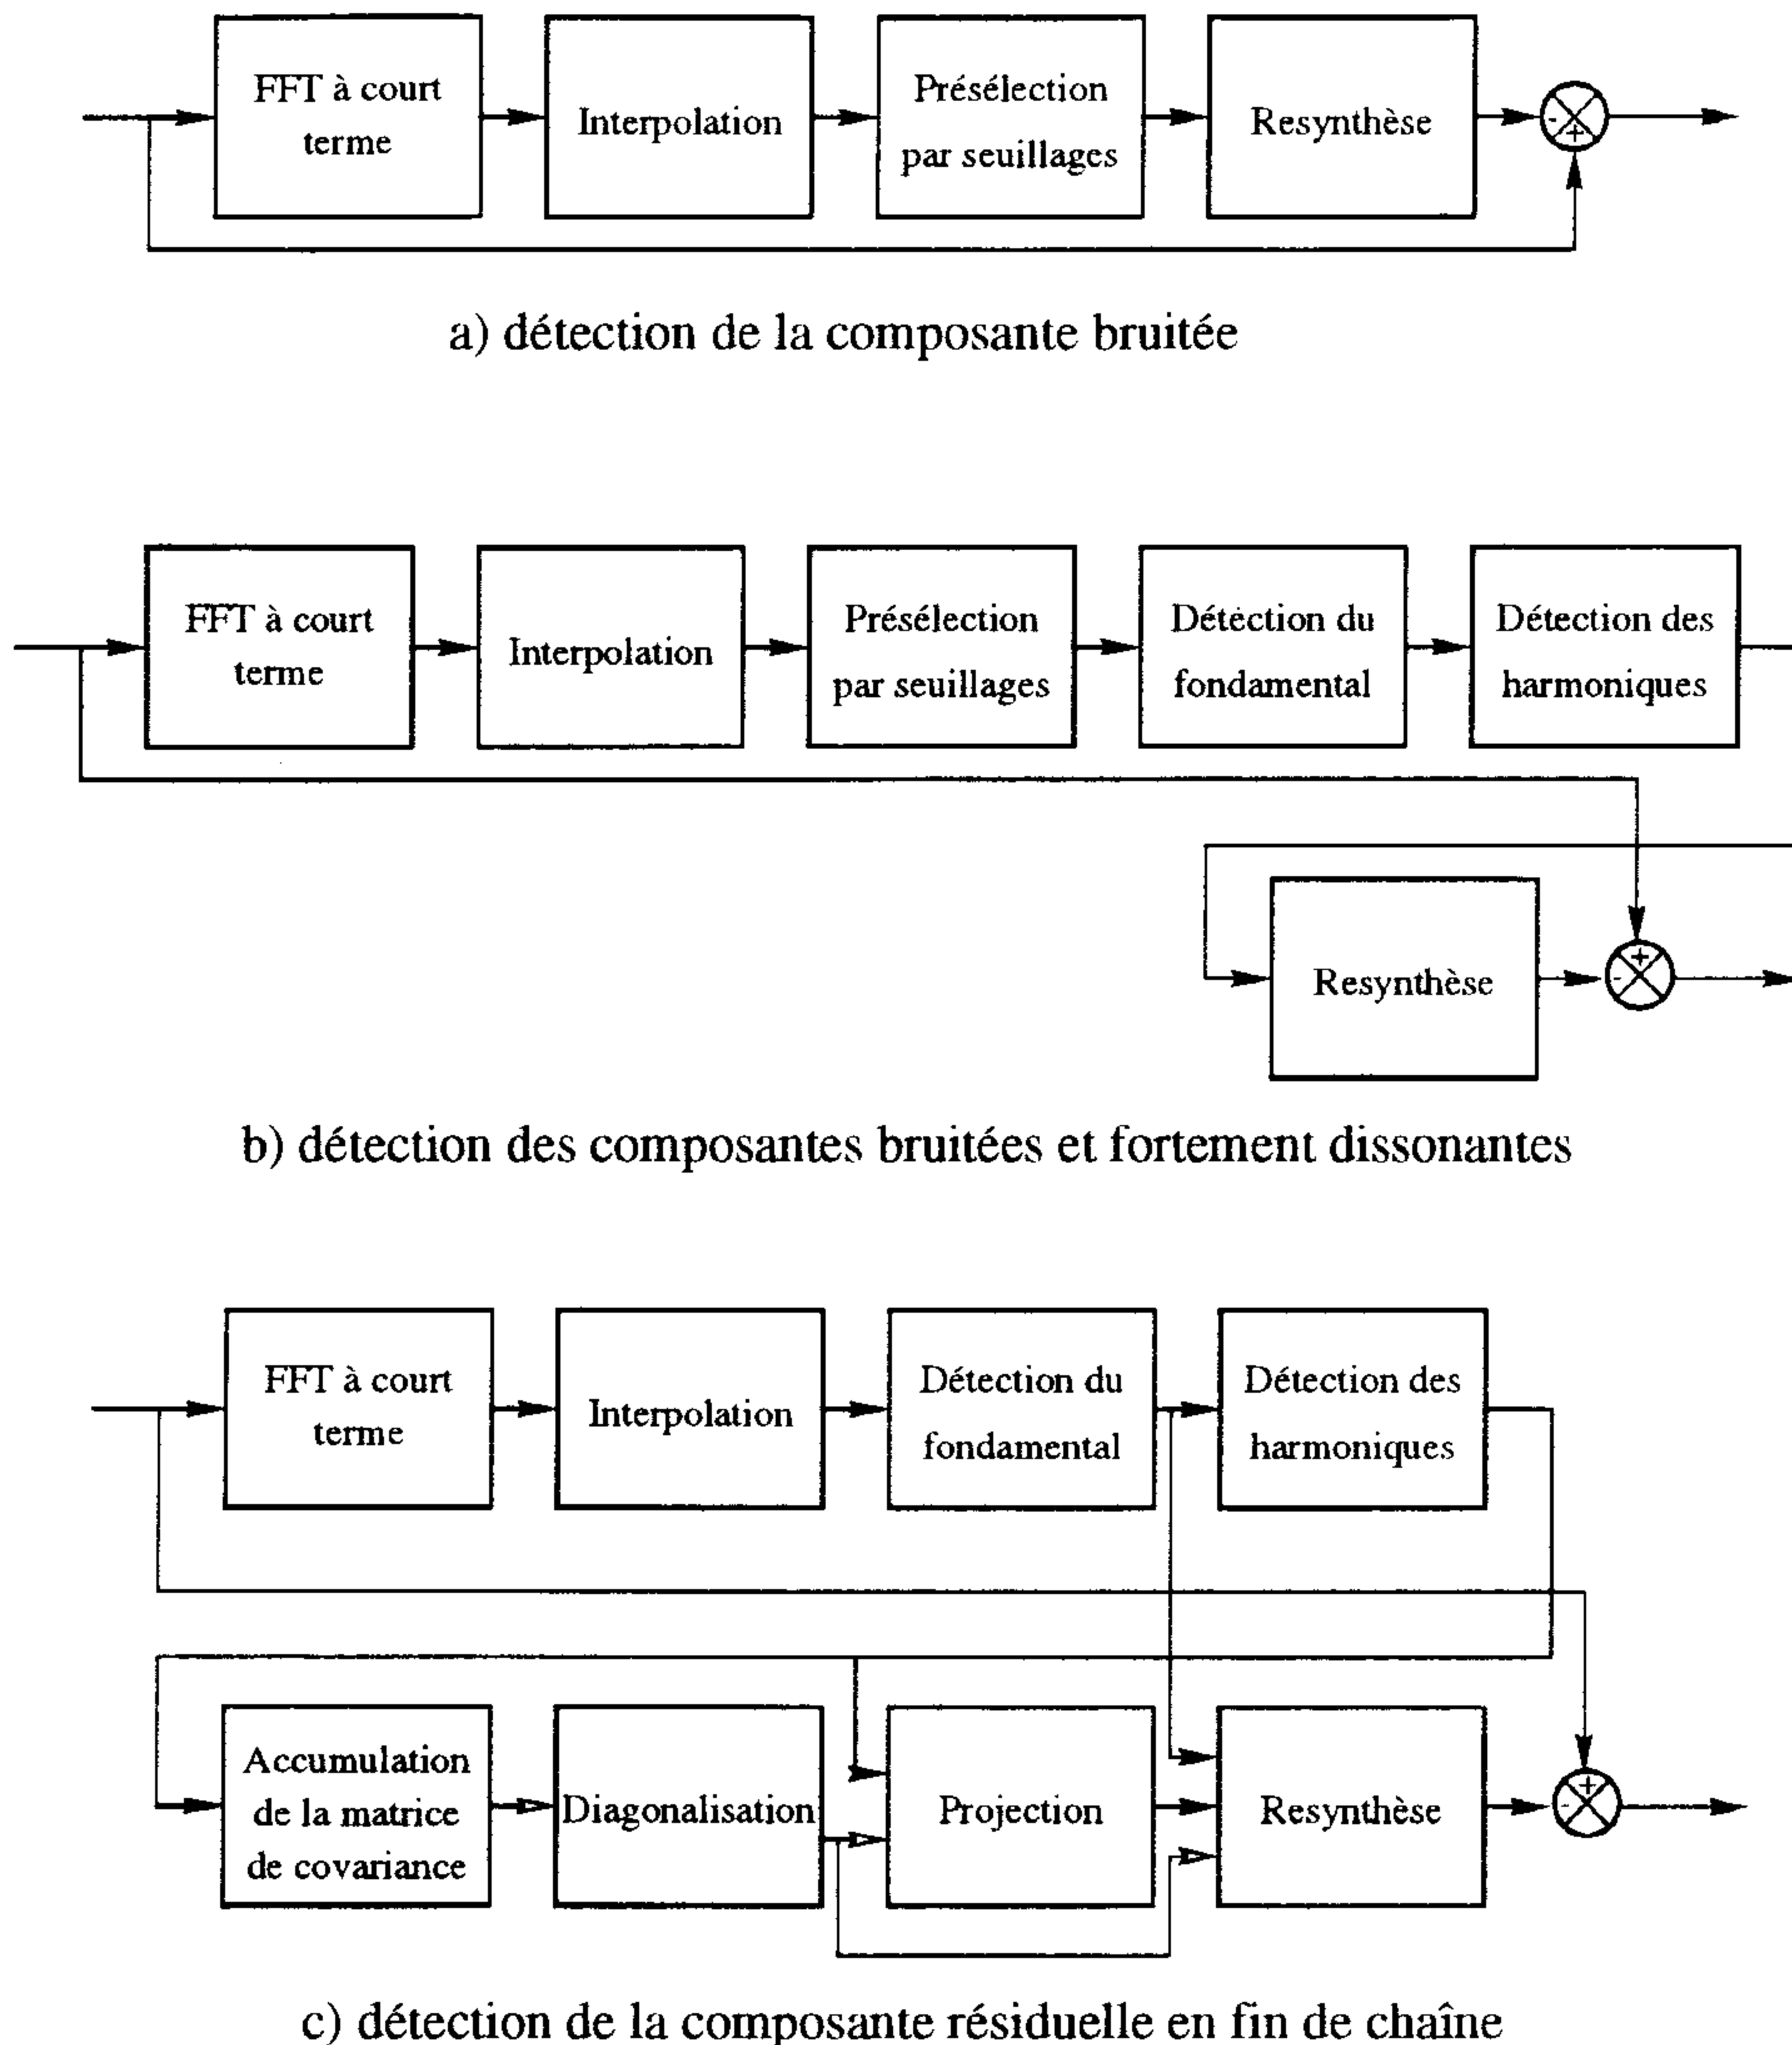 FFT à court
terme
Interpolation
Présélection
par seuillages
Resynthèse
-
+
a) détection de la composante bruitée
FFT à court
terme
Interpolation
Présélection
par seuillages
Détection du
fondamental
Détection des
harmoniques
Resynthèse
+
-
b) détection des composantes bruitées et fortement dissonantes
FFT à court
terme
Interpolation
Détection du
fondamental
Détection des
harmoniques
Accumulation
de la matrice
de covariance
Diagonalisation
Projection
Resynthèse
+
-
c) détection de la composante résiduelle en fin de chaîne